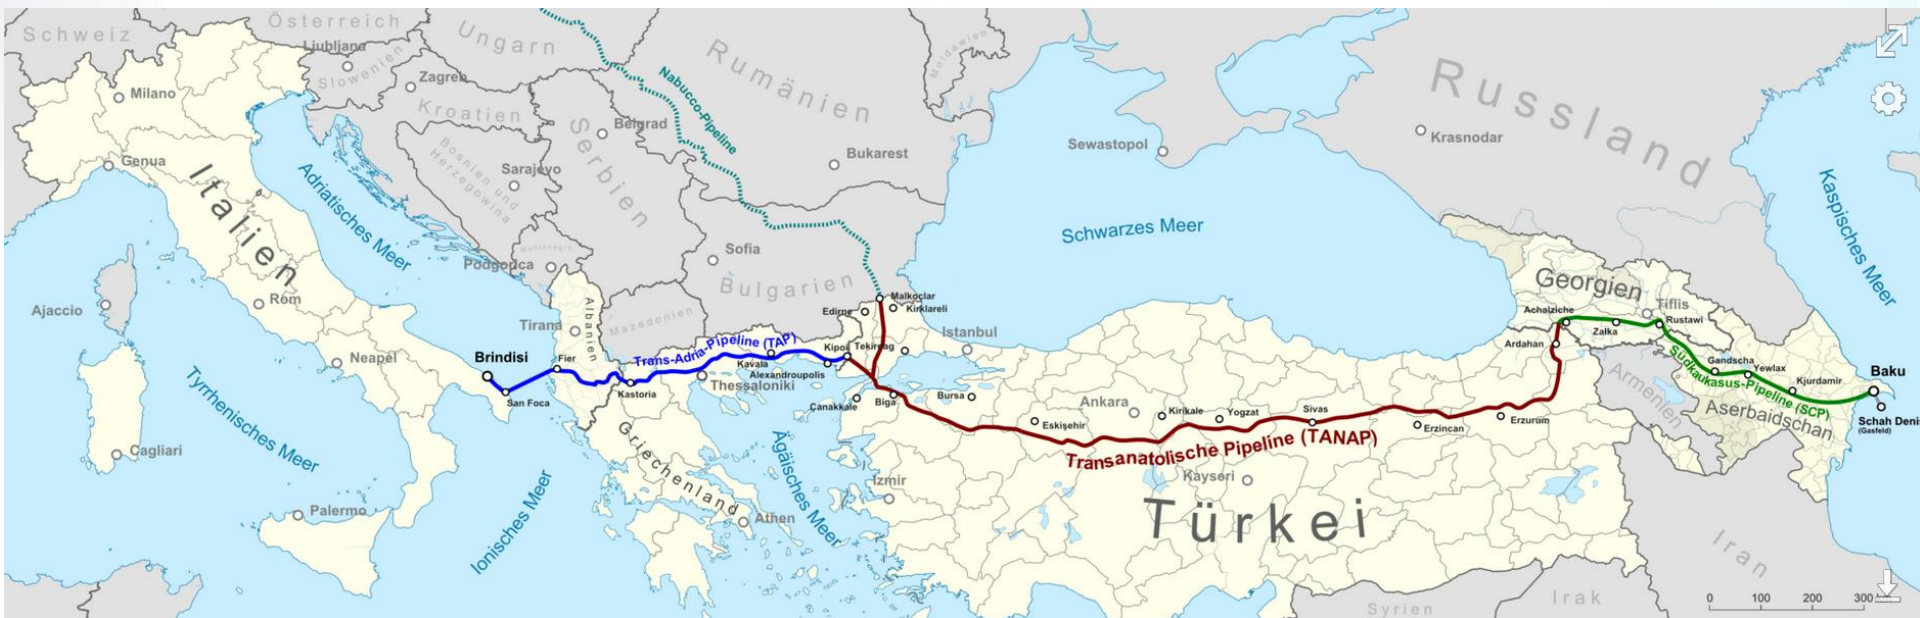 Schweiz
Österreich
Ljubljana
Slowenien
Ungarn
Zagreb
Kroatien
Rumänien
Moldawien
Nabucco-Pipeline
Russland
Milano
Genua
Italien
Adriatisches Meer
Belgrad
Serbien
Bosnien und
Herzegowina
Sarajevo
Bukarest
Sewastopol
Krasnodar
Kaspisches Meer
Schwarzes Meer
Montenegro
Podgorica
Sofia
Bulgarien
Ajaccio
Rom
Tirana
Albanien
Mazedonien
Malkoçlar
Edirne
Kirklareli
Istanbul
Georgien
Tiflis
Achalziche
Zalka
Rustawi
Ardahan
Neapel
Brindisi
Fier
Trans-Adria-Pipeline (TAP)
Kipoi
Tekirdag
Kavala
Alexandroupolis
San Foca
Kastoria
Thessaloniki
Çanakkale
Biga
Bursa
Eskişehir
Ankara
Kirikale
Yogzat
Sivas
Erzincan
Erzurum
Transanatolische Pipeline (TANAP)
Kayseri
Armenien
Südkaukasus-Pipeline (SCP)
Gandscha
Yewlax
Kjurdamir
Aserbaidschan
Baku
Schah Denis
(Gasfeld)
Tyrrhenisches Meer
Cagliari
Palermo
Ionisches Meer
Griechenland
Athen
Ägäisches Meer
Izmir
Türkei
Syrien
Irak
Iran
0 100 200 300